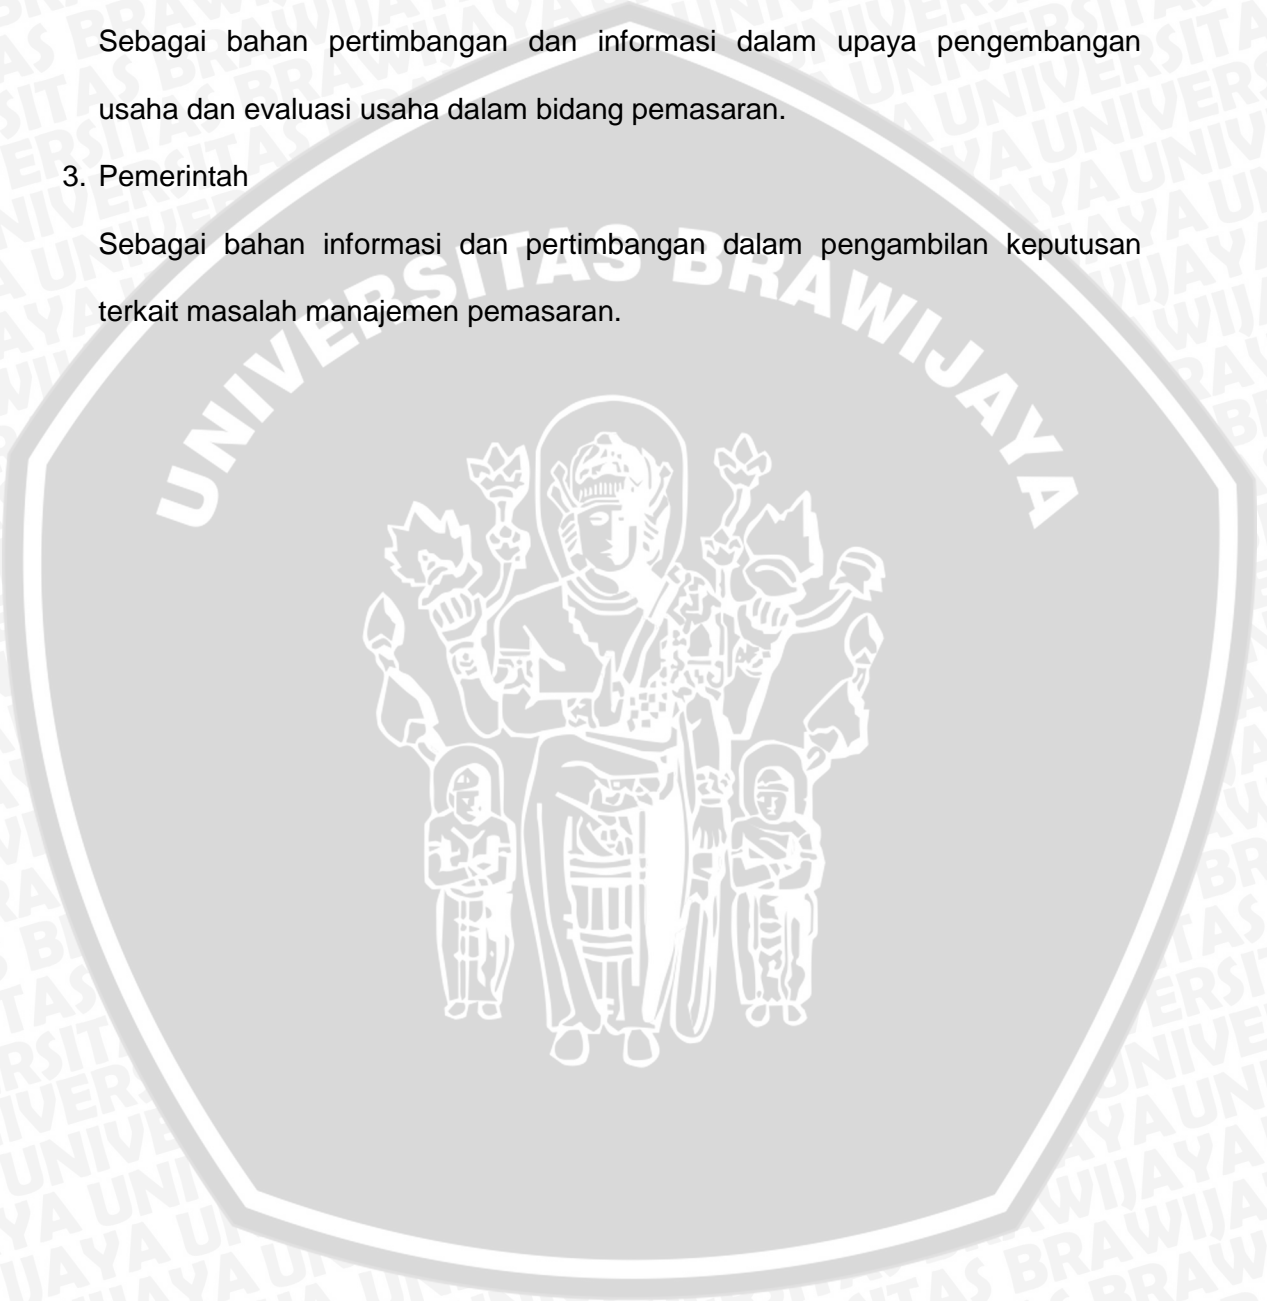 Sebagai bahan pertimbangan dan informasi dalam upaya pengembangan
usaha dan evaluasi usaha dalam bidang pemasaran.
3. Pemerintah
Sebagai bahan informasi dan pertimbangan dalam pengambilan keputusan
terkait masalah manajemen pemasaran.
UNIVERSITAS BRAWIJAYA